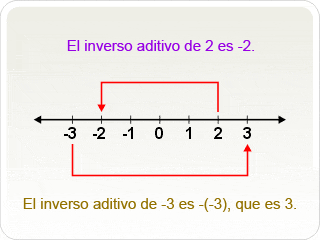 El inverso aditivo de 2 es -2.
-3 -2 -1 0 1 2 3
El inverso aditivo de -3 es -(-3), que es 3.